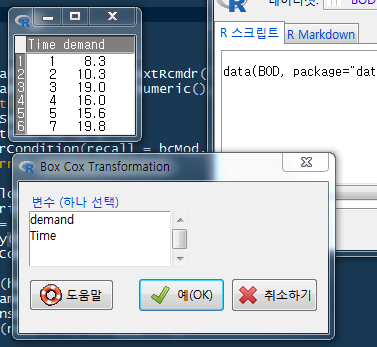 데이터셋:
BOD
R 스크립트
R Markdown
data(BOD, package="dat
Time demand
1 1 8.3
2 2 10.3
3 3 19.0
4 4 16.0
5 5 15.6
6 7 19.8
xtRcmdr(
umeric()
rCondition(recall = bcMod.
Box Cox Transformation
변수 (하나 선택)
demand
Time
도움말
예(OK)
취소하기